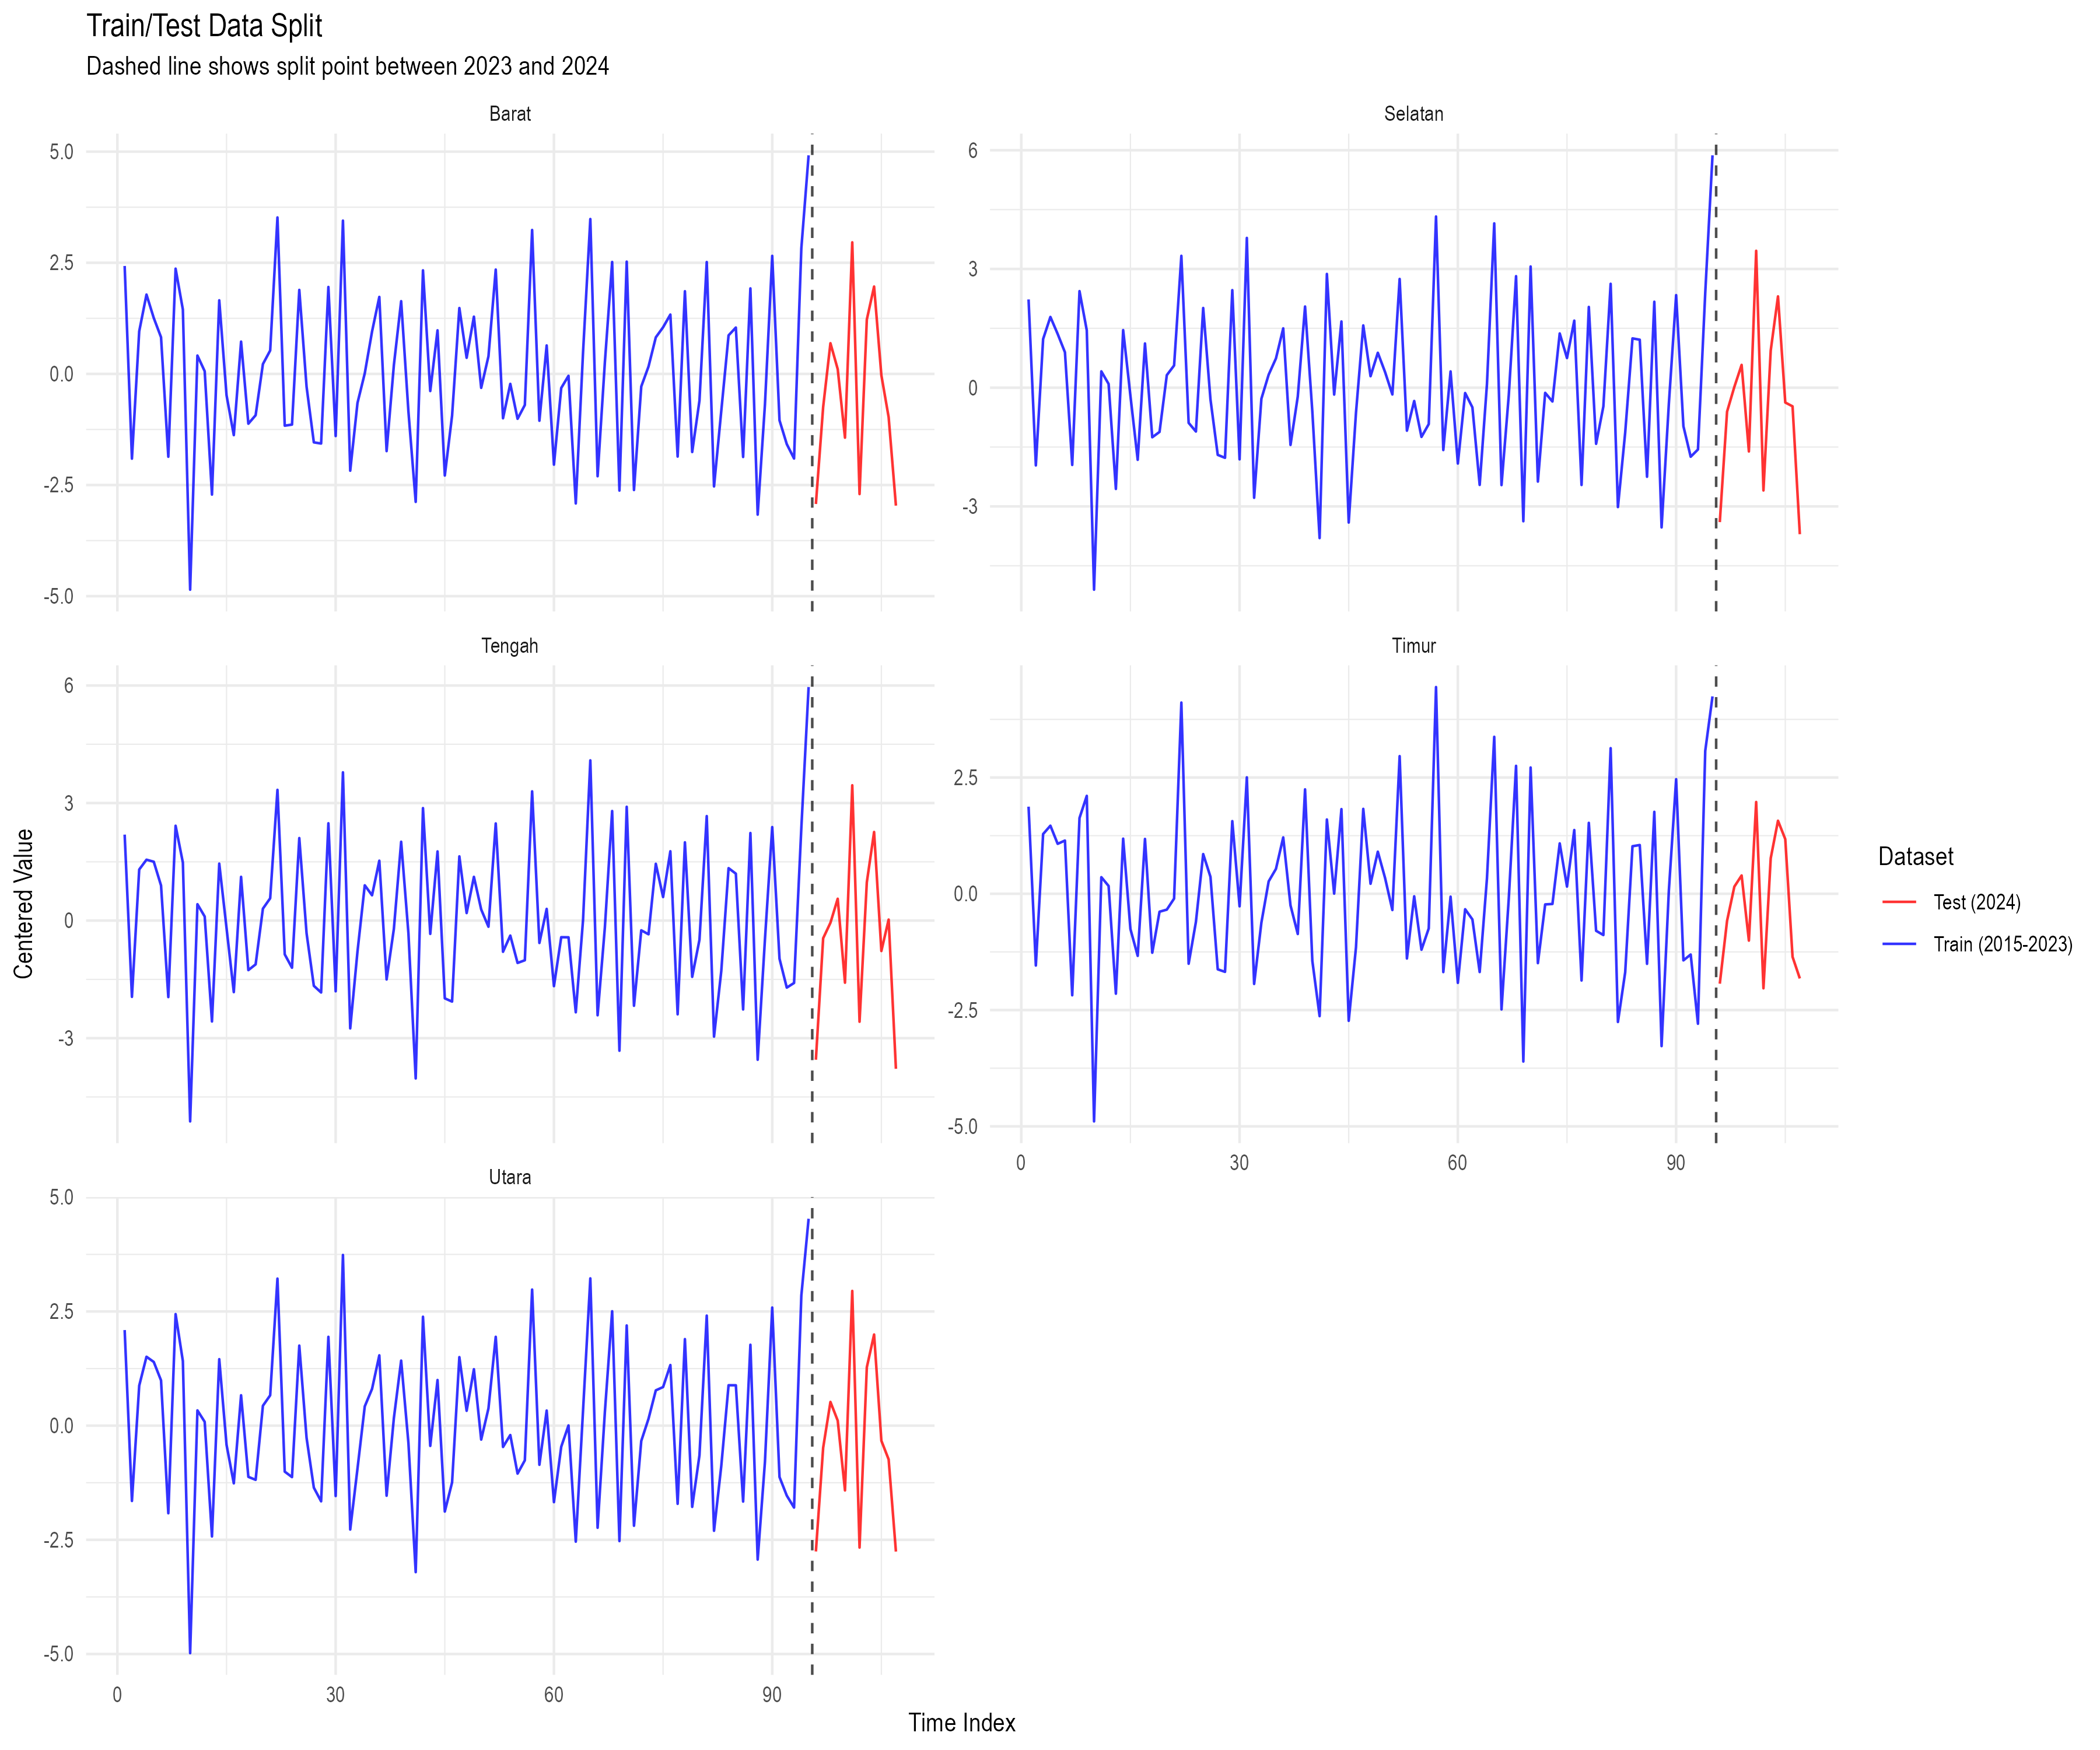 Train/Test Data Split
Dashed line shows split point between 2023 and 2024
Barat
5.0
2.5
0.0
-2.5
-5.0
Selatan
6
3
0
-3
Tengah
6
3
0
-3
Timur
2.5
0.0
-2.5
-5.0
0 30 60 90
Utara
5.0
2.5
0.0
-2.5
-5.0
0 30 60 90
Centered Value
Time Index
Dataset
Test (2024)
Train (2015-2023)